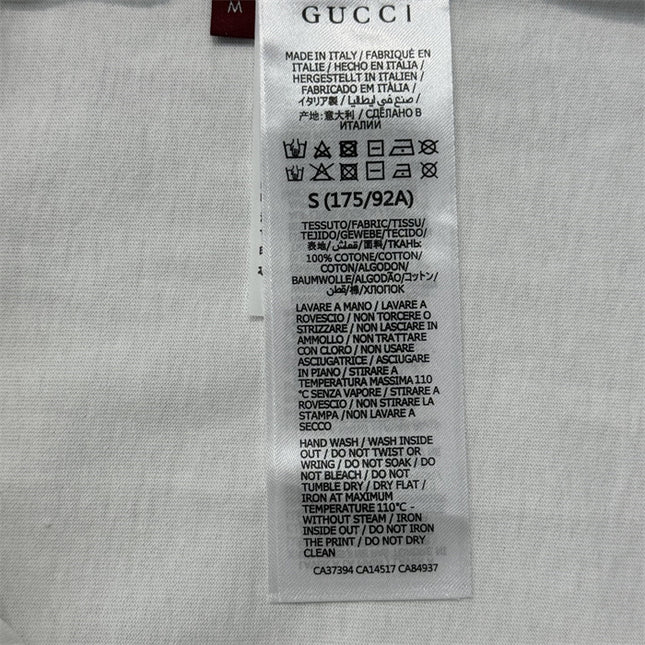 M
GUCCI
MADE IN ITALY / FABRIQUÉ EN
ITALIE / HECHO EN ITALIA /
HERGESTELLT IN ITALIEN /
FABRICADO EM ITÀLIA /
イタリア製 / صنع في إيطاليا /
产地: 意大利 / СДЕЛАНО В
ИТАЛИИ
S (175/92A)
TESSUTO/FABRIC/TISSU/
TEJIDO/GEWEBE/TECIDO/
表地/قماش/面料/ТКАНЬ:
100% COTONE/COTTON/
COTON/ALGODON/
BAUMWOLLE/ALGODÃO/コットン/
قطن/棉/ХЛОПОК
LAVARE A MANO / LAVARE A
ROVESCIO / NON TORCERE O
STRIZZARE / NON LASCIARE IN
AMMOLLO / NON TRATTARE
CON CLORO / NON USARE
ASCIUGATRICE / ASCIUGARE
IN PIANO / STIRARE A
TEMPERATURA MASSIMA 110
°C SENZA VAPORE / STIRARE A
ROVESCIO / NON STIRARE LA
STAMPA /NON LAVARE A
SECCO
HAND WASH / WASH INSIDE
OUT / DO NOT TWIST OR
WRING / DO NOT SOAK / DO
NOT BLEACH / DO NOT
TUMBLE DRY / DRY FLAT /
IRON AT MAXIMUM
TEMPERATURE 110°C -
WITHOUT STEAM / IRON
INSIDE OUT / DO NOT IRON
THE PRINT / DO NOT DRY
CLEAN
CA37394 CA14517 CA84937